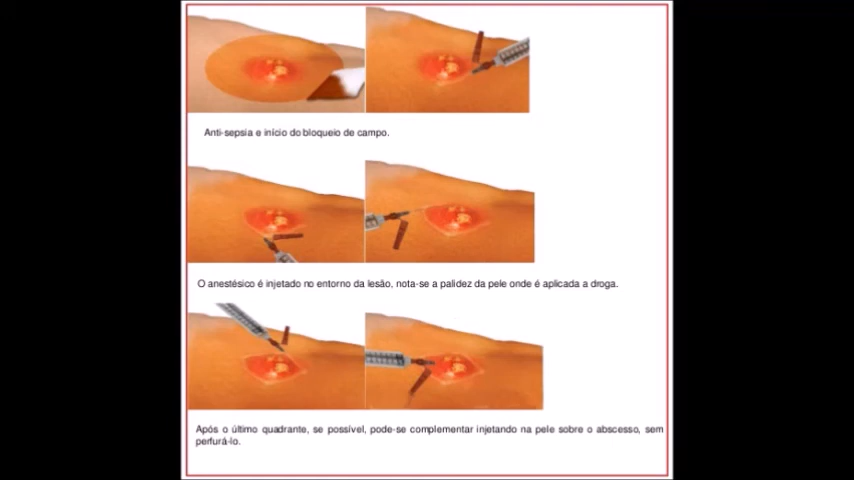 Anti-sepsia e início do bloqueio de campo.
O anestésico é injetado no entorno da lesão, nota-se a palidez da pele onde é aplicada a droga.
Após o último quadrante, se possível, pode-se complementar injetando na pele sobre o abscesso, sem
perfurá-lo.